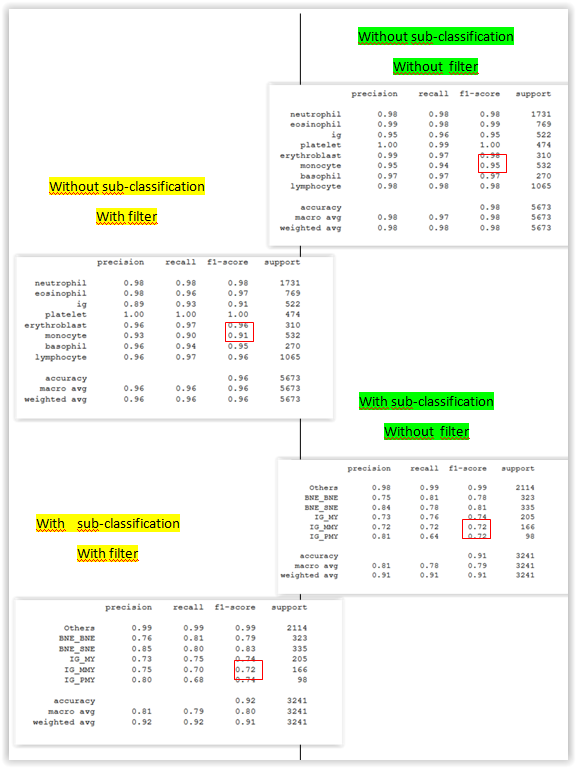 Without sub-classification
Without filter
precision recall f1-score support
neutrophil 0.98 0.98 0.98 1731
eosinophil 0.99 0.98 0.99 769
ig 0.95 0.96 0.95 522
platelet 1.00 0.99 1.00 474
erythroblast 0.99 0.97 0.98 310
monocyte 0.95 0.94 0.95 532
basophil 0.97 0.97 0.97 270
lymphocyte 0.98 0.98 0.98 1065
accuracy 0.98 5673
macro avg 0.98 0.97 0.98 5673
weighted avg 0.98 0.98 0.98 5673
Without sub-classification
With filter
precision recall f1-score support
neutrophil 0.98 0.98 0.98 1731
eosinophil 0.98 0.96 0.97 769
ig 0.89 0.93 0.91 522
platelet 1.00 1.00 1.00 474
erythroblast 0.96 0.97 0.96 310
monocyte 0.93 0.90 0.91 532
basophil 0.96 0.94 0.95 270
lymphocyte 0.96 0.97 0.96 1065
accuracy 0.96 5673
macro avg 0.96 0.96 0.96 5673
weighted avg 0.96 0.96 0.96 5673
With sub-classification
Without filter
precision recall f1-score support
Others 0.98 0.99 0.99 2114
BNE_BNE 0.75 0.81 0.78 323
BNE_SNE 0.84 0.78 0.81 335
IG_MY 0.73 0.76 0.74 205
IG_MMY 0.72 0.72 0.72 166
IG_PMY 0.81 0.64 0.72 98
accuracy 0.91 3241
macro avg 0.81 0.78 0.79 3241
weighted avg 0.91 0.91 0.91 3241
With sub-classification
With filter
precision recall f1-score support
Others 0.99 0.99 0.99 2114
BNE_BNE 0.76 0.81 0.79 323
BNE_SNE 0.85 0.80 0.83 335
IG_MY 0.73 0.75 0.74 205
IG_MMY 0.75 0.70 0.72 166
IG_PMY 0.80 0.68 0.74 98
accuracy 0.92 3241
macro avg 0.81 0.79 0.80 3241
weighted avg 0.92 0.92 0.91 3241